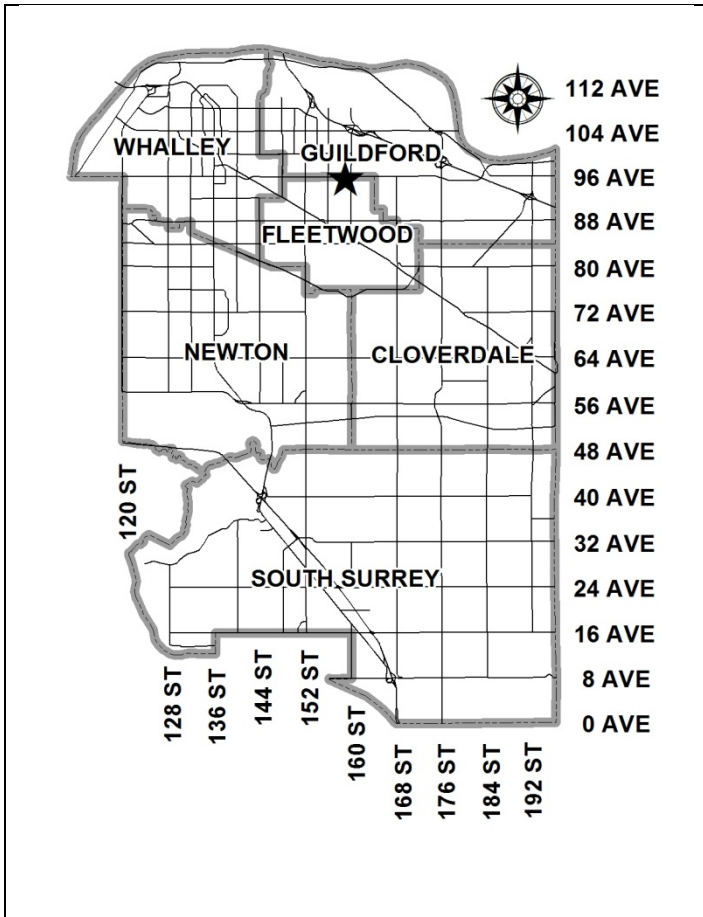 112 AVE
104 AVE
WHALLEY
GUILDFORD
96 AVE
88 AVE
FLEETWOOD
80 AVE
72 AVE
NEWTON
CLOVERDALE
64 AVE
56 AVE
48 AVE
120 ST
40 AVE
32 AVE
SOUTH SURREY
24 AVE
16 AVE
128 ST
136 ST
144 ST
152 ST
8 AVE
160 ST
0 AVE
168 ST
176 ST
184 ST
192 ST